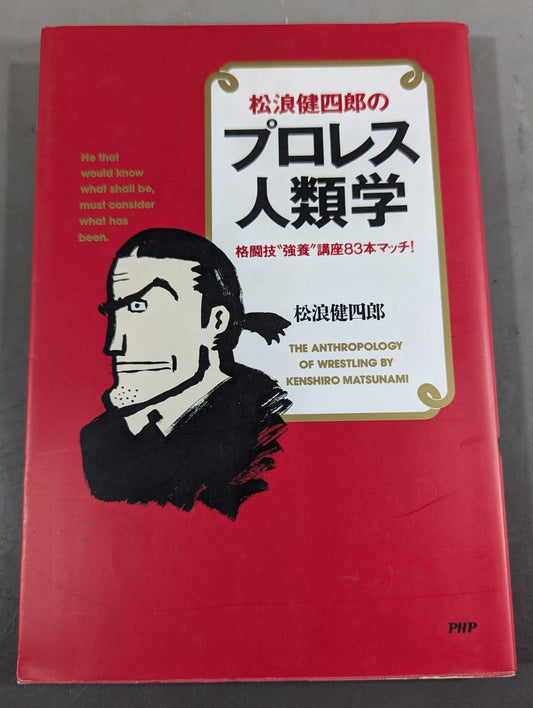 松浪健四郎の
プロレス
人類学
格闘技〝強養〟講座83本マッチ!
松浪健四郎
THE ANTHROPOLOGY
OF WRESTLING BY
KENSHIRO MATSUNAMI
He that
would know
what shall be,
must consider
what has
been.
PHP